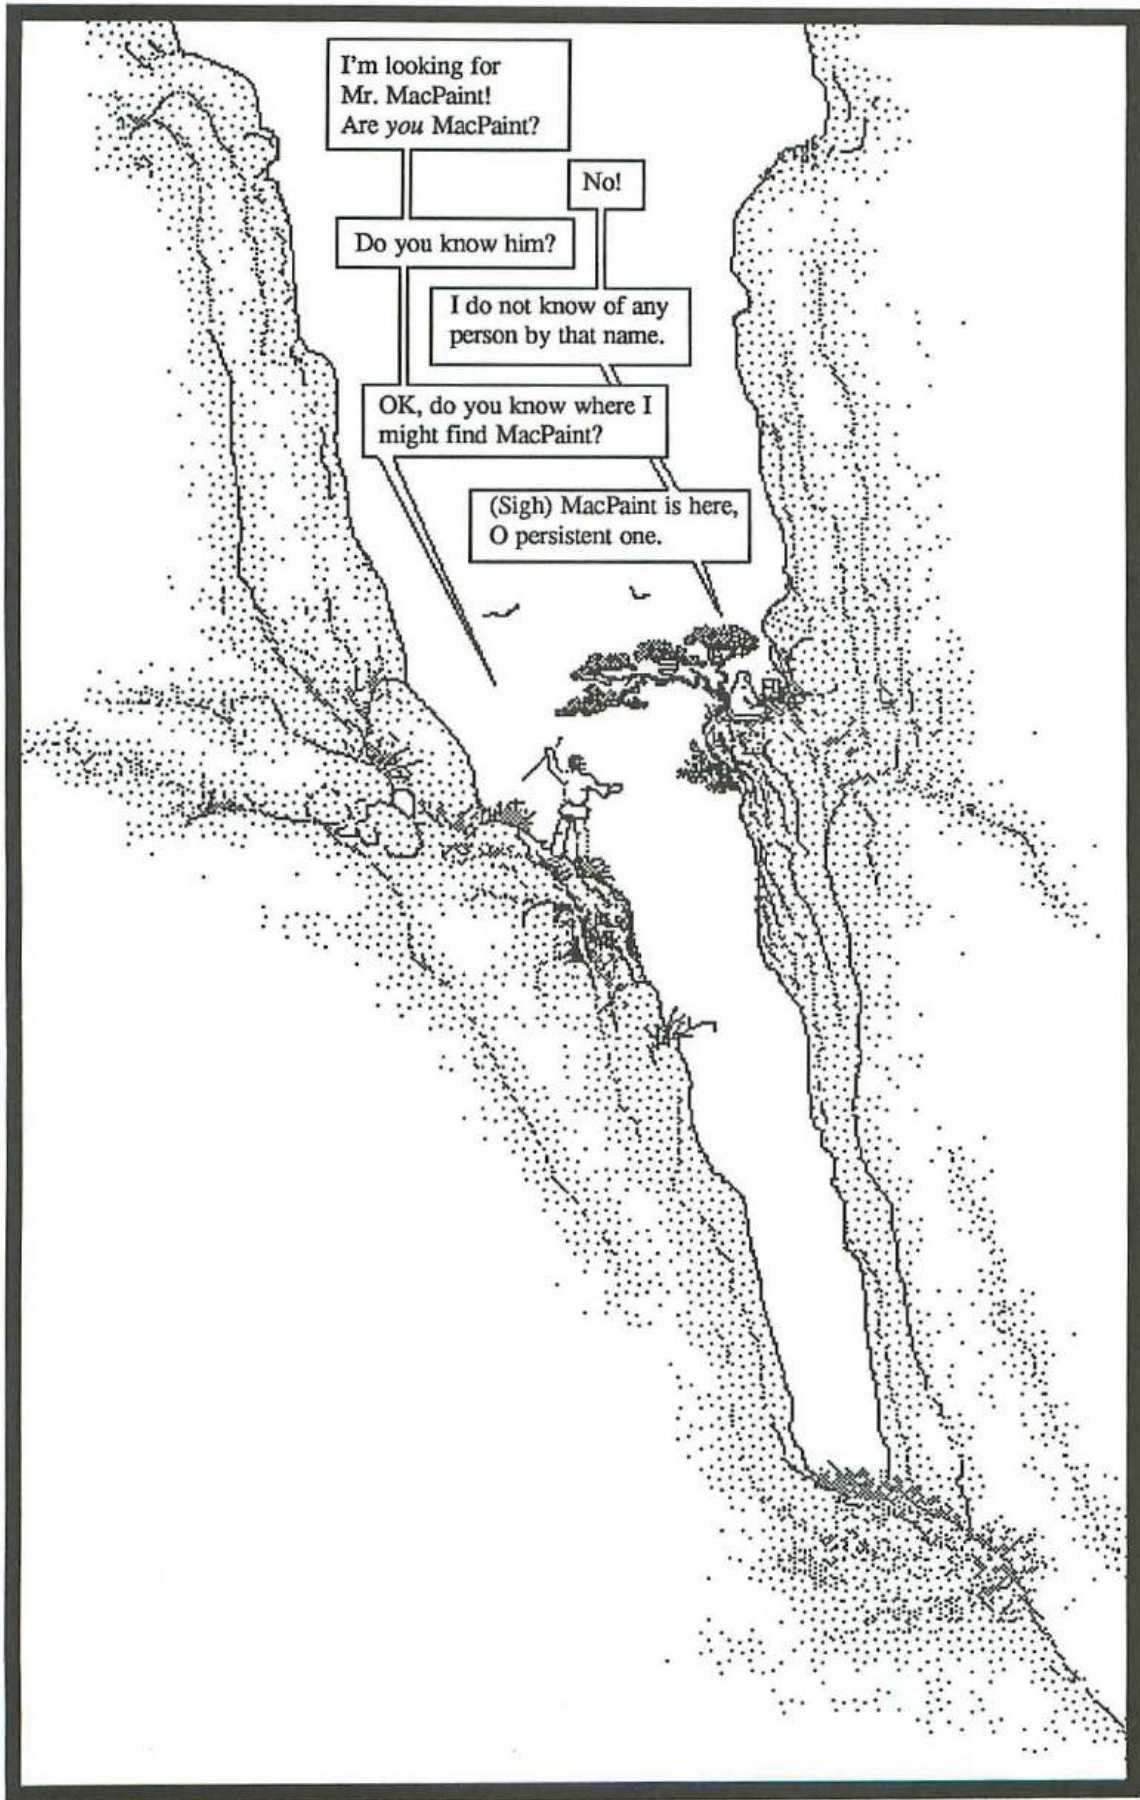 I'm looking for
Mr. MacPaint!
Are you MacPaint?
No!
Do you know him?
I do not know of any
person by that name.
OK, do you know where I
might find MacPaint?
(Sigh) MacPaint is here,
O persistent one.